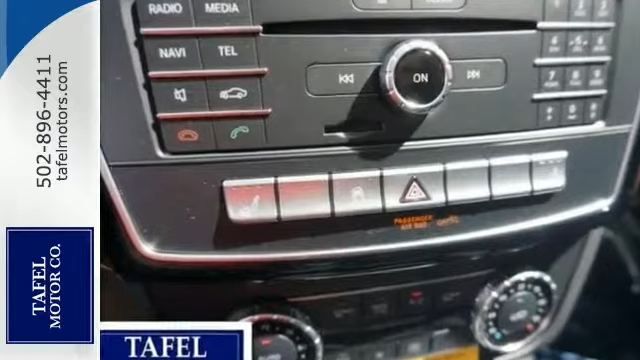 RADIO MEDIA
NAVI TEL
ON
PASSENGER
AIR BAG
502-896-4411
tafelmotors.com
TAFEL
MOTOR CO.
TAFEL